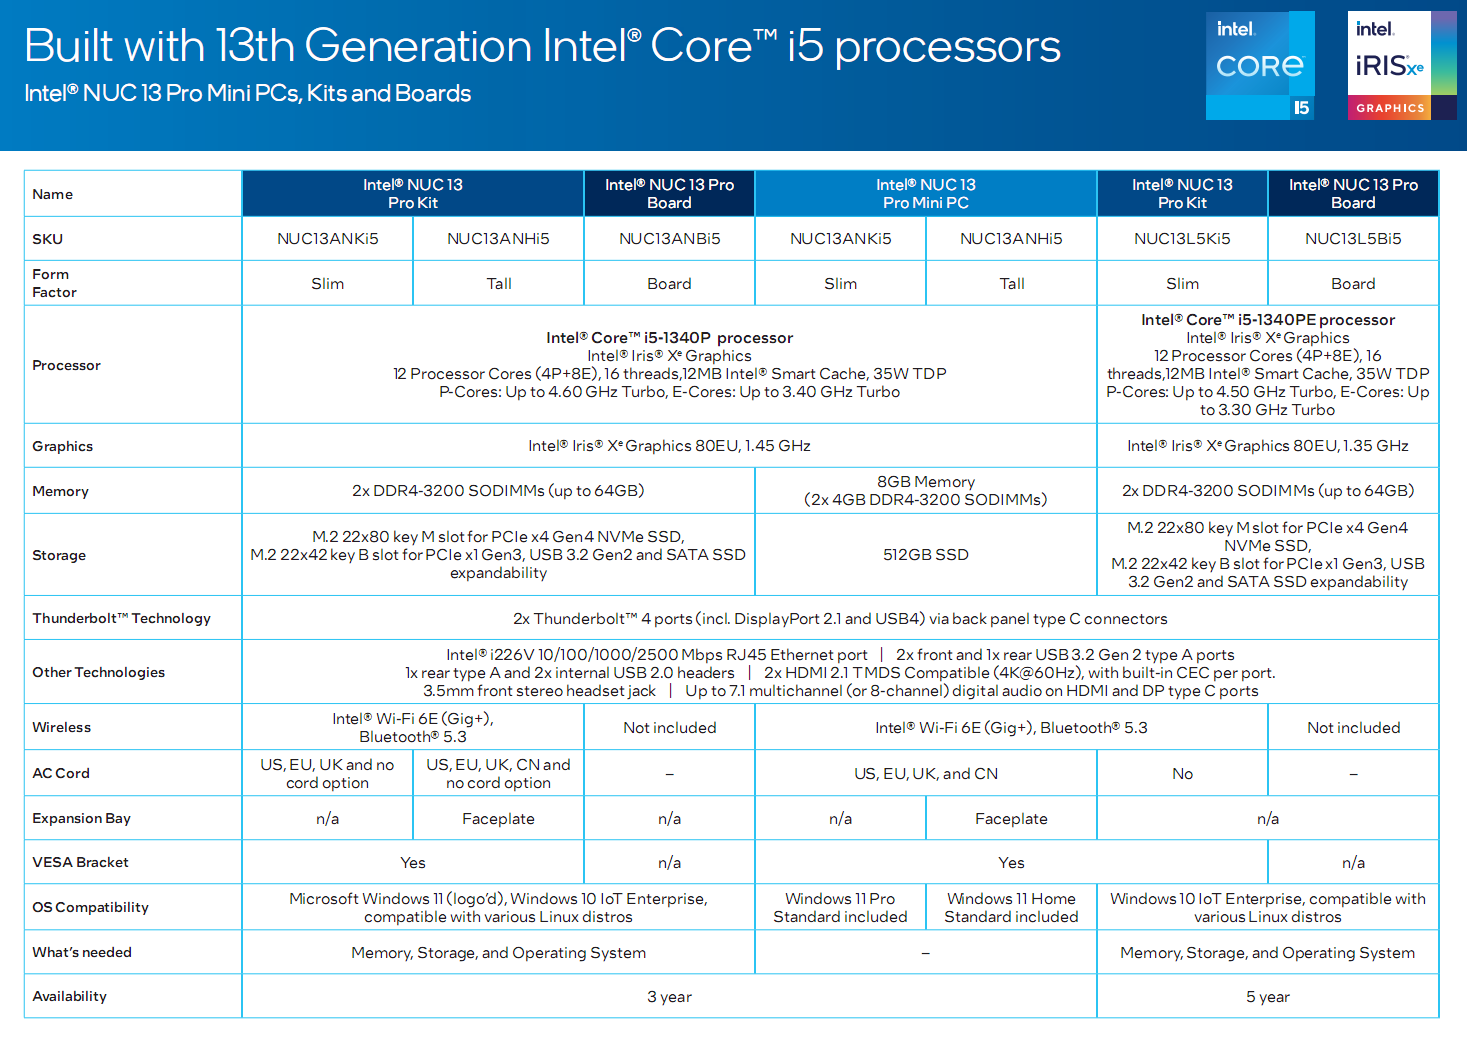 Built with 13th Generation Intel® Core™ i5 processors
Intel® NUC 13 Pro Mini PCs, Kits and Boards
intel.
CORE
i5
intel.
iRIS® Xe
GRAPHICS
Name
Intel® NUC 13
Pro Kit
Intel® NUC 13 Pro
Board
Intel® NUC 13
Pro Mini PC
Intel® NUC 13
Pro Kit
Intel® NUC 13 Pro
Board
SKU
NUC13ANKi5
NUC13ANHi5
NUC13ANBi5
NUC13ANKi5
NUC13ANHi5
NUC13L5Ki5
NUC13L5Bi5
Form
Factor
Slim
Tall
Board
Slim
Tall
Slim
Board
Processor
Intel® Core™ i5-1340P processor
Intel® Iris® Xᵉ Graphics
12 Processor Cores (4P+8E), 16 threads,12MB Intel® Smart Cache, 35W TDP
P-Cores: Up to 4.60 GHz Turbo, E-Cores: Up to 3.40 GHz Turbo
Intel® Core™ i5-1340PE processor
Intel® Iris® Xᵉ Graphics
12 Processor Cores (4P+8E), 16
threads,12MB Intel® Smart Cache, 35W TDP
P-Cores: Up to 4.50 GHz Turbo, E-Cores: Up
to 3.30 GHz Turbo
Graphics
Intel® Iris® Xᵉ Graphics 80EU, 1.45 GHz
Intel® Iris® Xᵉ Graphics 80EU, 1.35 GHz
Memory
2x DDR4-3200 SODIMMs (up to 64GB)
8GB Memory
(2x 4GB DDR4-3200 SODIMMs)
2x DDR4-3200 SODIMMs (up to 64GB)
Storage
M.2 22x80 key M slot for PCIe x4 Gen4 NVMe SSD,
M.2 22x42 key B slot for PCIe x1 Gen3, USB 3.2 Gen2 and SATA SSD
expandability
512GB SSD
M.2 22x80 key M slot for PCIe x4 Gen4
NVMe SSD,
M.2 22x42 key B slot for PCIe x1 Gen3, USB
3.2 Gen2 and SATA SSD expandability
Thunderbolt™ Technology
2x Thunderbolt™ 4 ports (incl. DisplayPort 2.1 and USB4) via back panel type C connectors
Other Technologies
Intel® i226V 10/100/1000/2500 Mbps RJ45 Ethernet port | 2x front and 1x rear USB 3.2 Gen 2 type A ports
1x rear type A and 2x internal USB 2.0 headers | 2x HDMI 2.1 TMDS Compatible (4K@60Hz), with built-in CEC per port.
3.5mm front stereo headset jack | Up to 7.1 multichannel (or 8-channel) digital audio on HDMI and DP type C ports
Wireless
Intel® Wi-Fi 6E (Gig+),
Bluetooth® 5.3
Not included
Intel® Wi-Fi 6E (Gig+), Bluetooth® 5.3
Not included
AC Cord
US, EU, UK and no
cord option
US, EU, UK, CN and
no cord option
–
US, EU, UK, and CN
No
–
Expansion Bay
n/a
Faceplate
n/a
n/a
Faceplate
n/a
VESA Bracket
Yes
n/a
Yes
n/a
OS Compatibility
Microsoft Windows 11 (logo'd), Windows 10 IoT Enterprise,
compatible with various Linux distros
Windows 11 Pro
Standard included
Windows 11 Home
Standard included
Windows 10 IoT Enterprise, compatible with
various Linux distros
What's needed
Memory, Storage, and Operating System
–
Memory, Storage, and Operating System
Availability
3 year
5 year